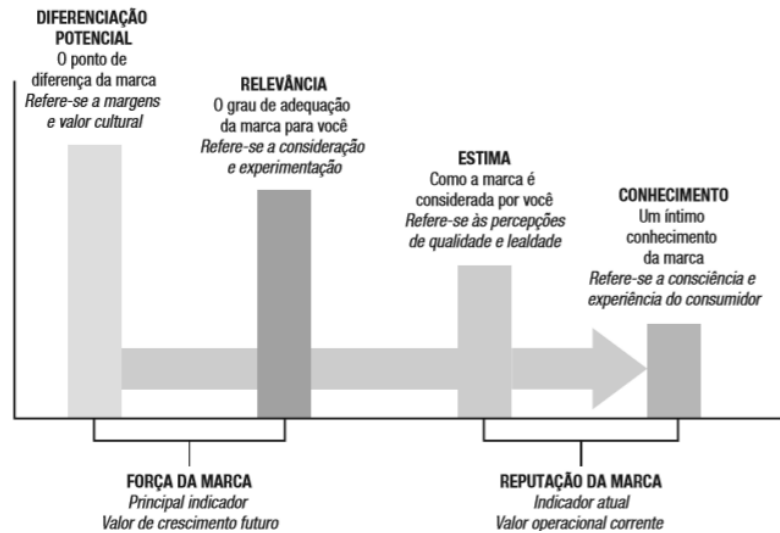 DIFERENCIAÇÃO
POTENCIAL
O ponto de
diferença da marca
Refere-se a margens
e valor cultural
RELEVÂNCIA
O grau de adequação
da marca para você
Refere-se a consideração
e experimentação
ESTIMA
Como a marca é
considerada por você
Refere-se às percepções
de qualidade e lealdade
CONHECIMENTO
Um íntimo
conhecimento
da marca
Refere-se a consciência e
experiência do consumidor
FORÇA DA MARCA
Principal indicador
Valor de crescimento futuro
REPUTAÇÃO DA MARCA
Indicador atual
Valor operacional corrente